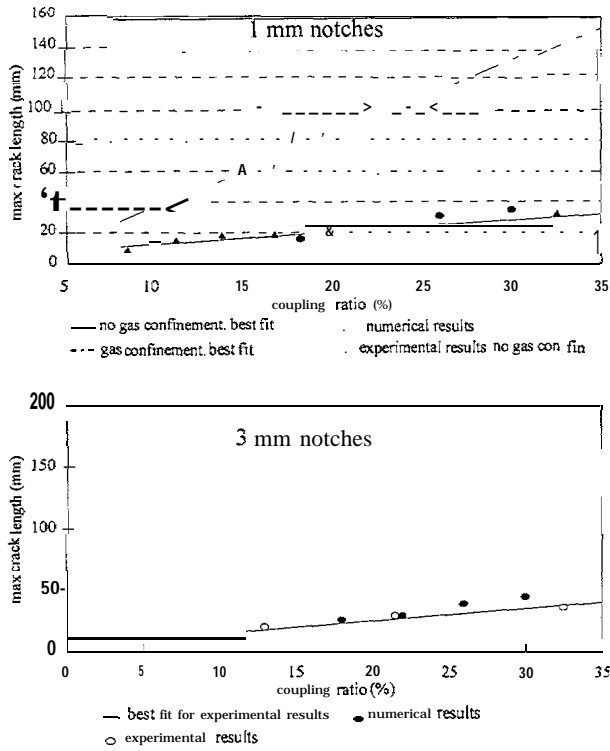 1 mm notches
max crack length (mm)
160
140
120
100
80
60
40
20
0
5
10
15
20
25
30
35
coupling ratio (%)
no gas confinement. best fit
numerical results
gas confinement. best fit
experimental results no gas con fin
3 mm notches
max crack length (mm)
200
150
100
50
0
0
5
10
15
20
25
30
35
coupling ratio (%)
best fit for experimental results
numerical results
experimental results